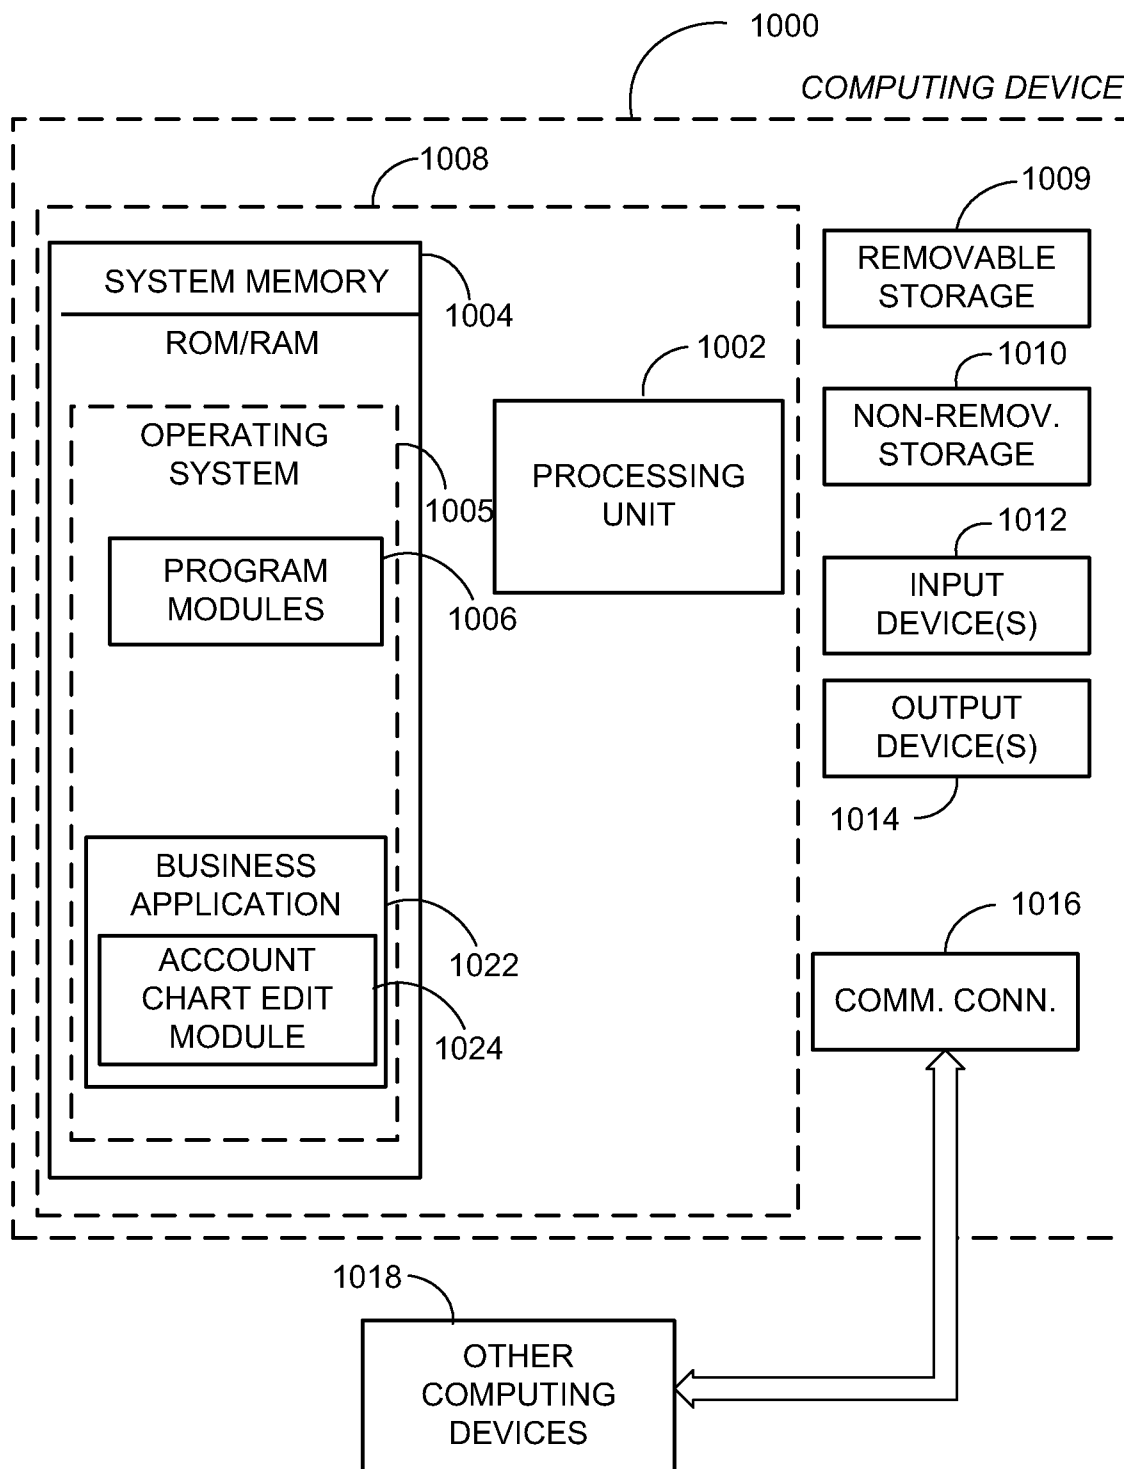 1000
COMPUTING DEVICE
1008
1009
SYSTEM MEMORY
1004
ROM/RAM
REMOVABLE
STORAGE
1002
1010
OPERATING
SYSTEM
1005
PROCESSING
UNIT
NON-REMOV.
STORAGE
1012
PROGRAM
MODULES
1006
INPUT
DEVICE(S)
OUTPUT
DEVICE(S)
1014
BUSINESS
APPLICATION
1022
ACCOUNT
CHART EDIT
MODULE
1024
1016
COMM. CONN.
1018
OTHER
COMPUTING
DEVICES